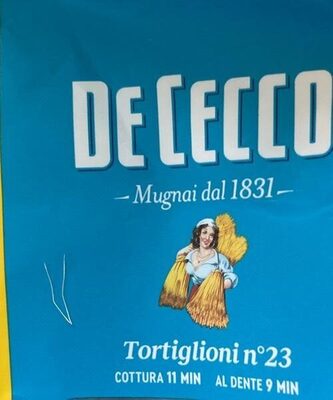 DE CECCO
– Mugnai dal 1831 –
Tortiglioni n°23
COTTURA 11 MIN AL DENTE 9 MIN